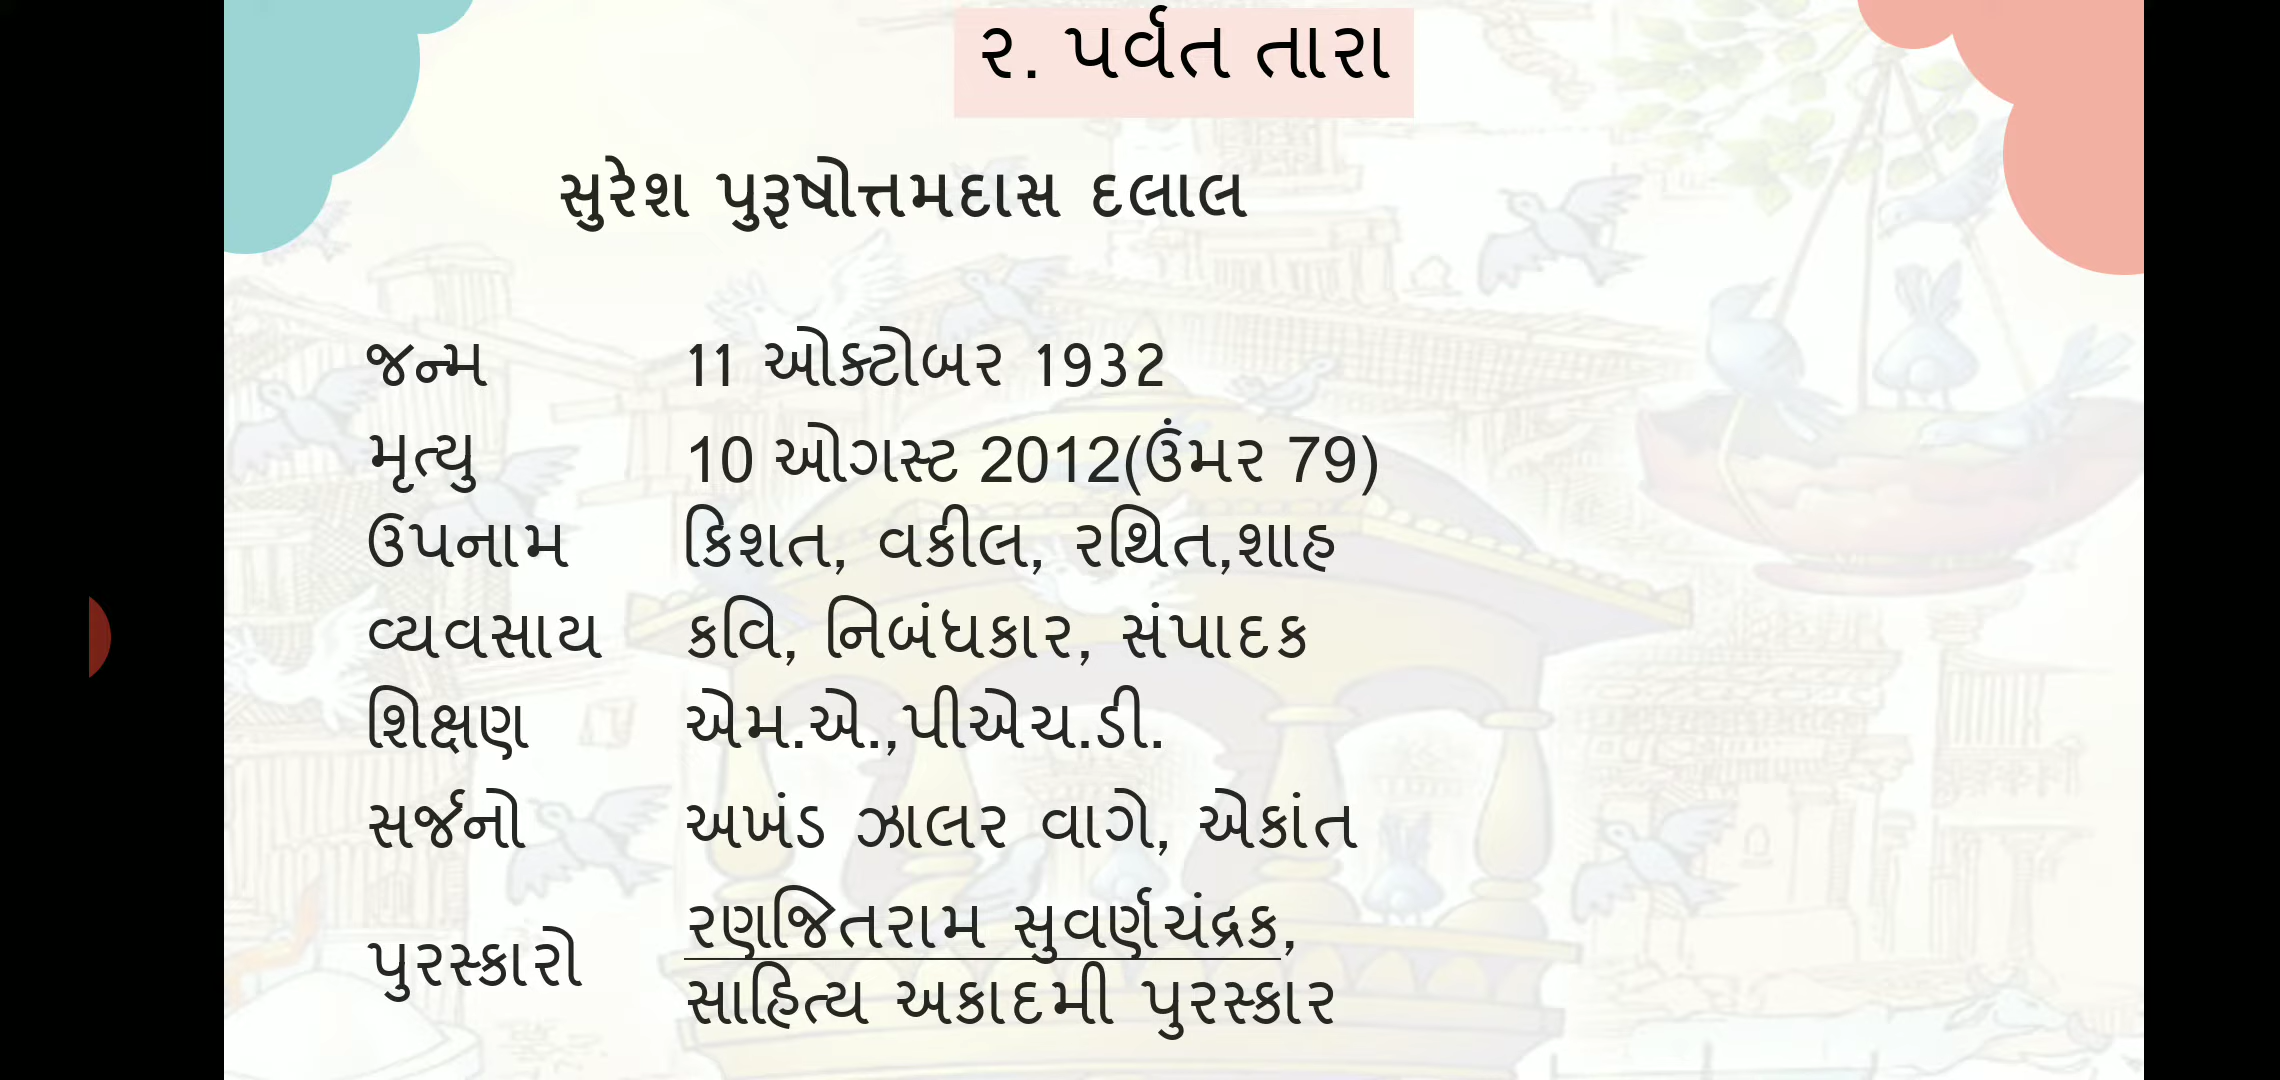 ૨. પર્વત તારા
સુરેશ પુરૂષોત્તમદાસ દલાલ
જન્મ 11 ઓક્ટોબર 1932
મૃત્યુ 10 ઓગસ્ટ 2012(ઉંમર 79)
ઉપનામ કિશત, વકીલ, રથિત,શાહ
વ્યવસાય કવિ, નિબંધકાર, સંપાદક
શિક્ષણ એમ.એ.,પીએચ.ડી.
સર્જનો અખંડ ઝાલર વાગે, એકાંત
પુરસ્કારો રણજિતરામ સુવર્ણચંદ્રક,
સાહિત્ય અકાદમી પુરસ્કાર